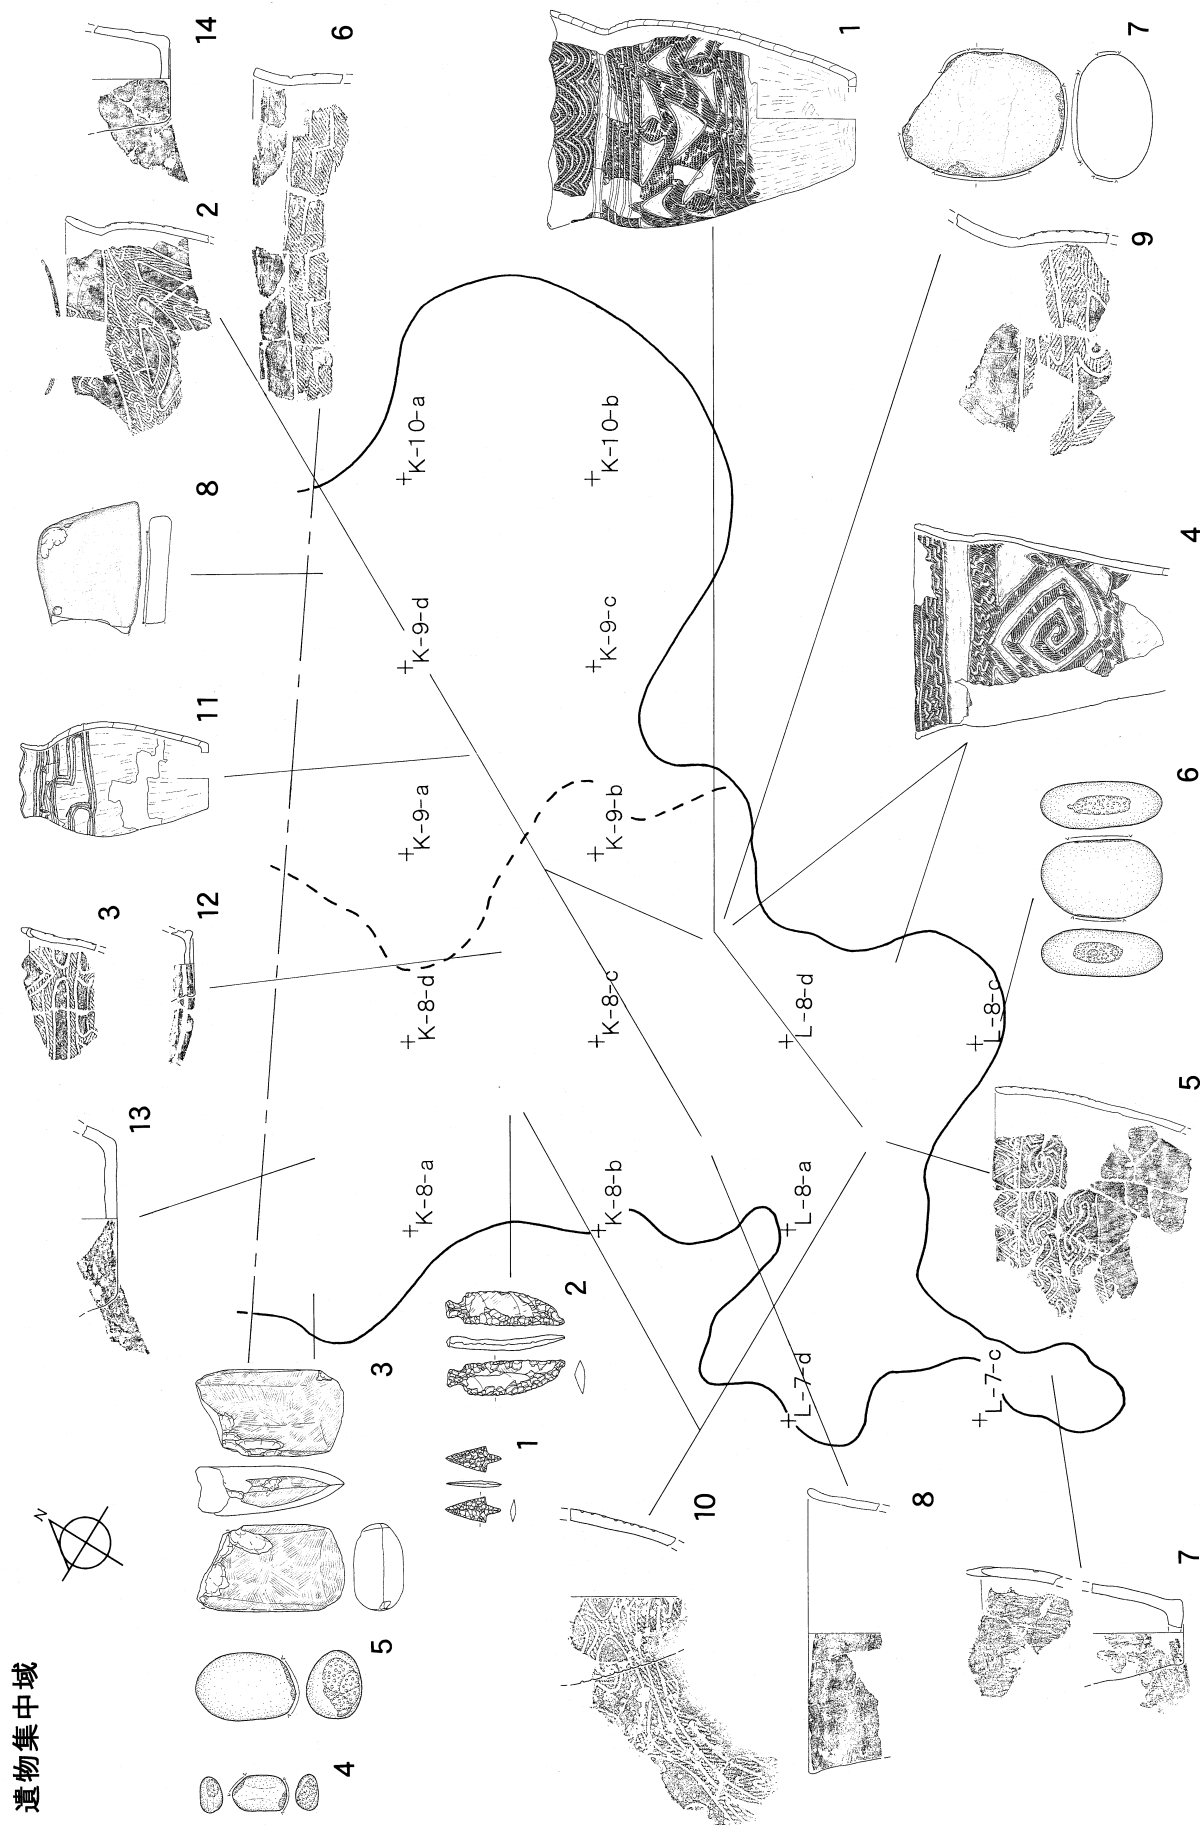 遺物集中域
N
4
5
3
13
3
12
11
8
2
14
6
1
2
K-8-a
K-8-d
K-9-a
K-9-d
K-10-a
K-8-b
K-8-c
K-9-b
K-9-c
K-10-b
L-7-d
L-8-a
L-8-d
L-7-c
L-8-c
10
8
7
5
6
4
9
7
1